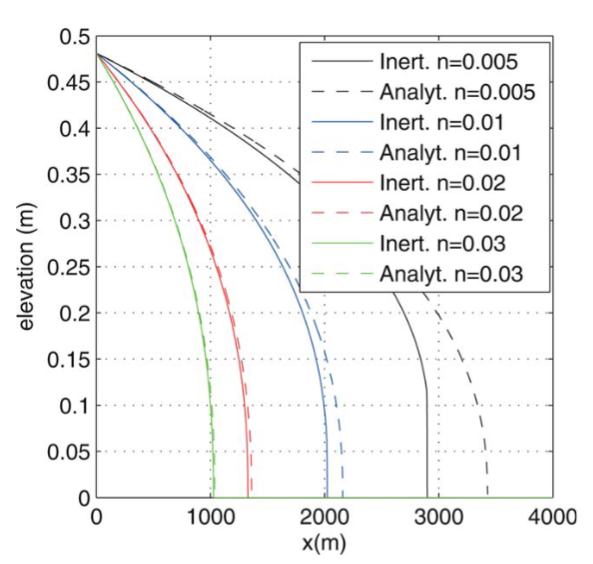 0.5
0.45
0.4
0.35
0.3
0.25
0.2
0.15
0.1
0.05
0
elevation (m)
Inert. n=0.005
Analyt. n=0.005
Inert. n=0.01
Analyt. n=0.01
Inert. n=0.02
Analyt. n=0.02
Inert. n=0.03
Analyt. n=0.03
0 1000 2000 3000 4000
x(m)